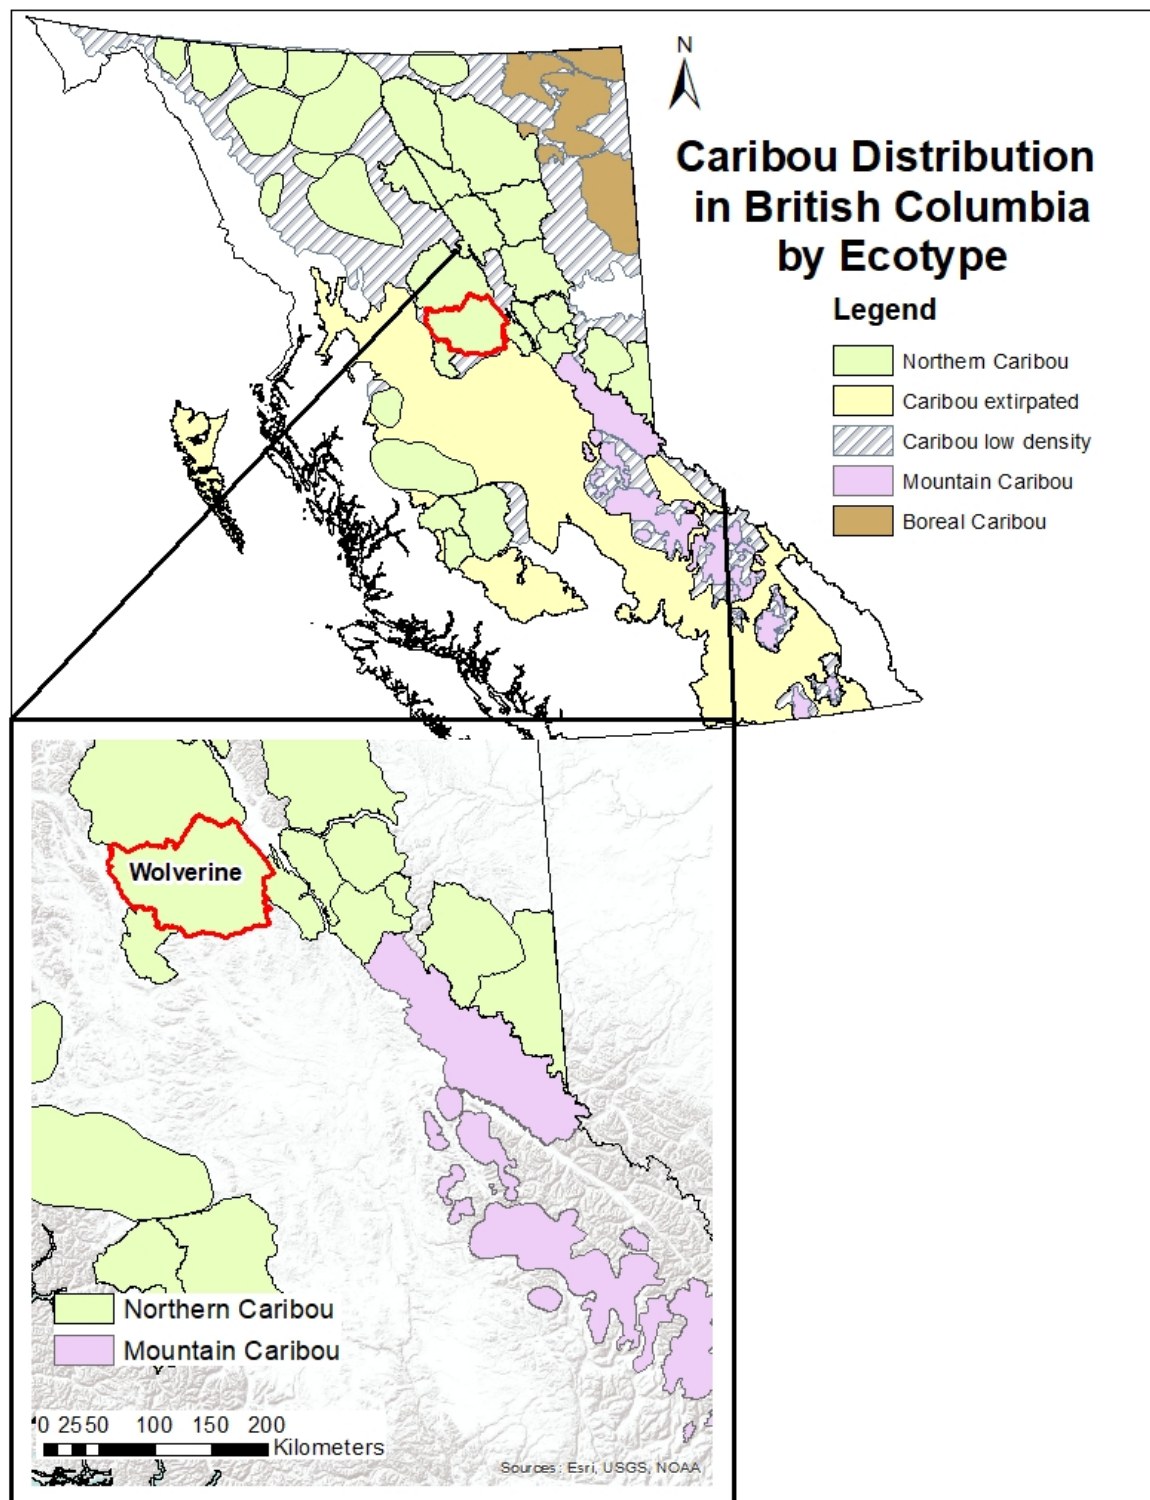 N
Caribou Distribution
in British Columbia
by Ecotype
Legend
Northern Caribou
Caribou extirpated
Caribou low density
Mountain Caribou
Boreal Caribou
Wolverine
Northern Caribou
Mountain Caribou
0 25 50 100 150 200
Kilometers
Sources: Esri, USGS, NOAA